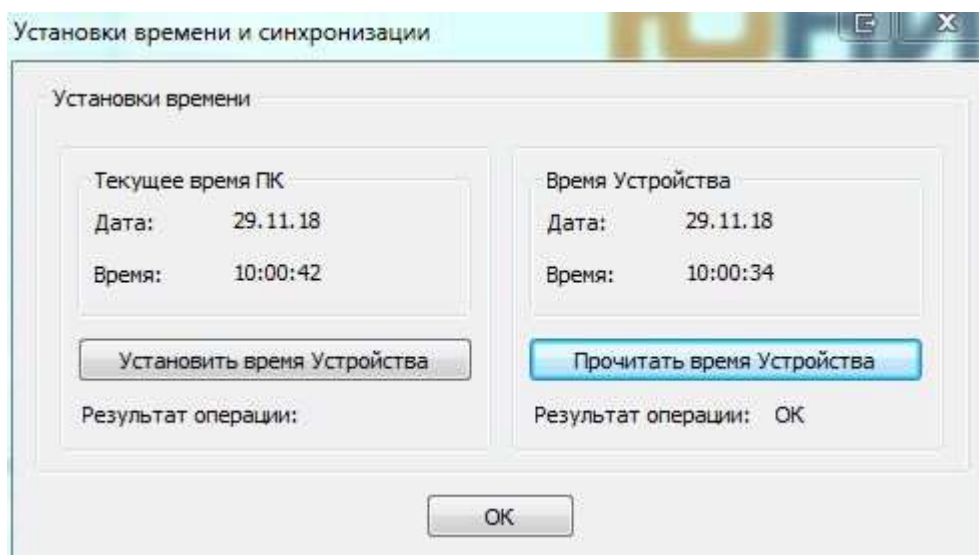 Установки времени и синхронизации
Установки времени
Текущее время ПК
Дата: 29.11.18
Время: 10:00:42
Установить время Устройства
Результат операции:
Время Устройства
Дата: 29.11.18
Время: 10:00:34
Прочитать время Устройства
Результат операции: OK
OK